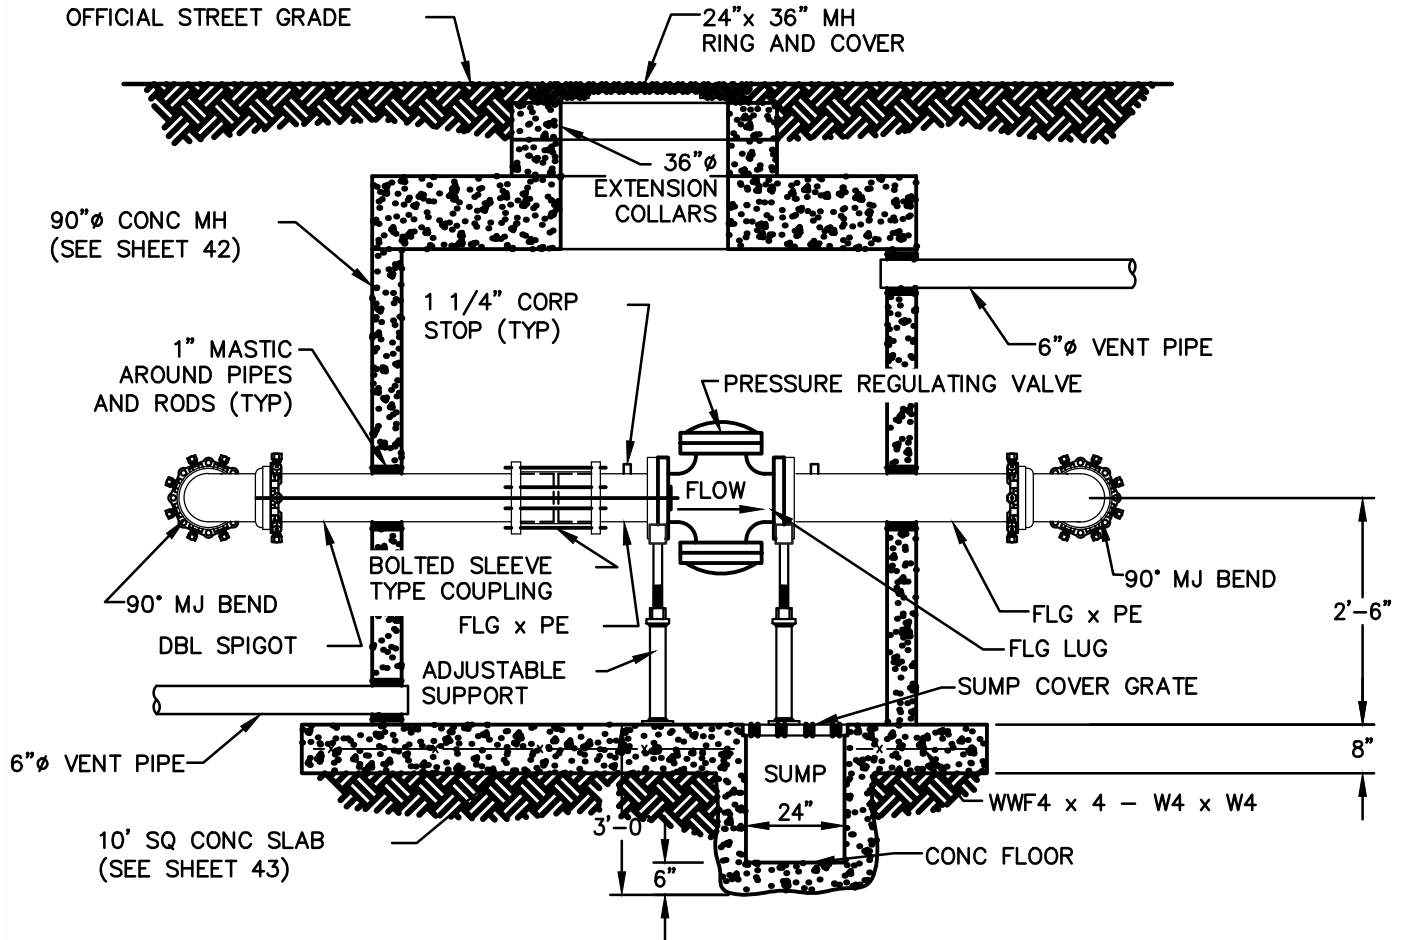 OFFICIAL STREET GRADE
24"x 36" MH
RING AND COVER
36"ø
EXTENSION
COLLARS
90"ø CONC MH
(SEE SHEET 42)
1 1/4" CORP
STOP (TYP)
6"ø VENT PIPE
1" MASTIC
AROUND PIPES
AND RODS (TYP)
PRESSURE REGULATING VALVE
FLOW
BOLTED SLEEVE
TYPE COUPLING
90° MJ BEND
90° MJ BEND
FLG x PE
FLG x PE
2'-6"
DBL SPIGOT
FLG LUG
ADJUSTABLE
SUPPORT
SUMP COVER GRATE
6"ø VENT PIPE
SUMP
8"
24"
WWF4 x 4 - W4 x W4
3'-0
10' SQ CONC SLAB
(SEE SHEET 43)
CONC FLOOR
6"